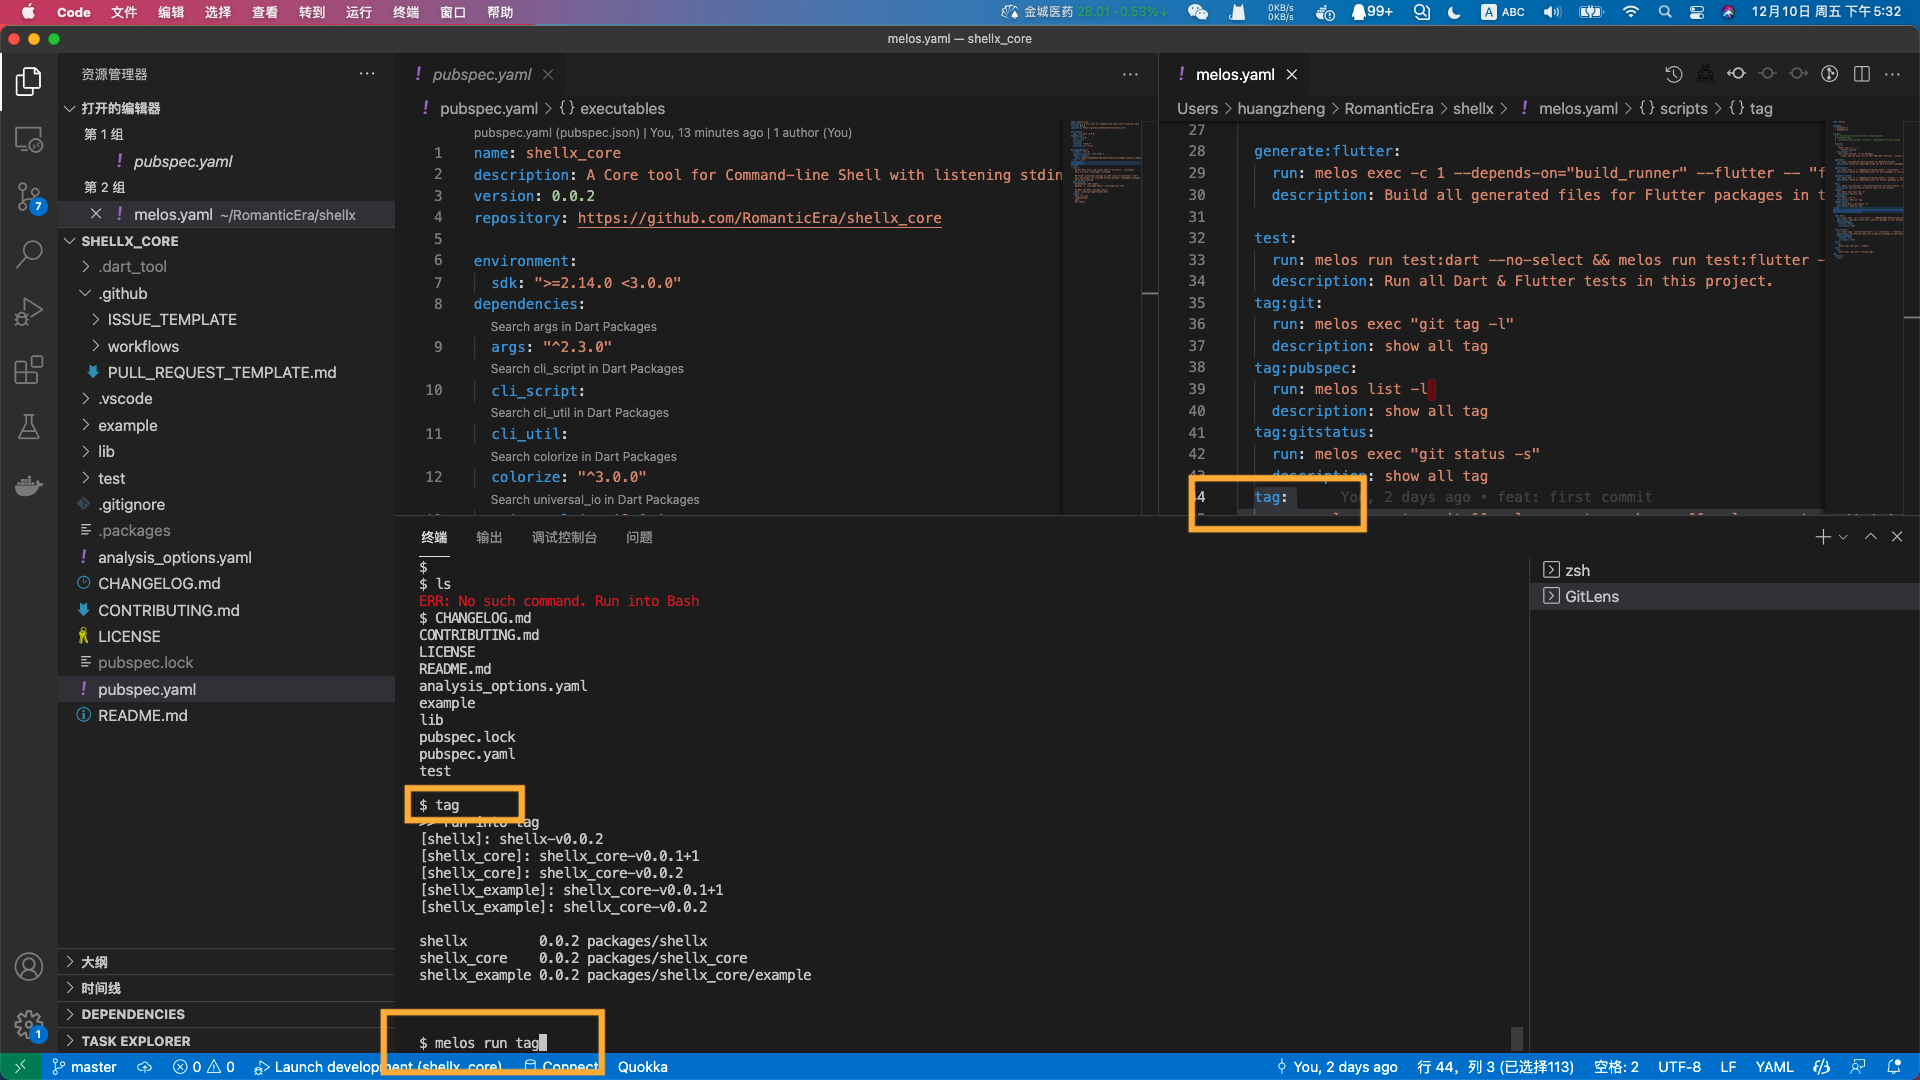 Code 文件 编辑 选择 查看 转到 运行 终端 窗口 帮助
金城医药 28.01 -0.53%↓ 0KB/s 0KB/s 99+ A ABC 12月10日 周五 下午5:32
melos.yaml — shellx_core
资源管理器
打开的编辑器
第 1 组
! pubspec.yaml
第 2 组
! melos.yaml ~/RomanticEra/shellx
SHELLX_CORE
.dart_tool
.github
ISSUE_TEMPLATE
workflows
PULL_REQUEST_TEMPLATE.md
.vscode
example
lib
test
.gitignore
.packages
! analysis_options.yaml
CHANGELOG.md
CONTRIBUTING.md
LICENSE
pubspec.lock
! pubspec.yaml
README.md
大纲
时间线
DEPENDENCIES
TASK EXPLORER
7
1
! pubspec.yaml
! pubspec.yaml > {} executables
pubspec.yaml (pubspec.json) | You, 13 minutes ago | 1 author (You)
1 name: shellx_core
2 description: A Core tool for Command-line Shell with listening stdin
3 version: 0.0.2
4 repository: https://github.com/RomanticEra/shellx_core
5
6 environment:
7 sdk: ">=2.14.0 <3.0.0"
8 dependencies:
Search args in Dart Packages
9 args: "^2.3.0"
Search cli_script in Dart Packages
10 cli_script:
Search cli_util in Dart Packages
11 cli_util:
Search colorize in Dart Packages
12 colorize: "^3.0.0"
Search universal_io in Dart Packages
! melos.yaml
Users > huangzheng > RomanticEra > shellx > ! melos.yaml > {} scripts > {} tag
27
28 generate:flutter:
29 run: melos exec -c 1 --depends-on="build_runner" --flutter -- "f
30 description: Build all generated files for Flutter packages in t
31
32 test:
33 run: melos run test:dart --no-select && melos run test:flutter -
34 description: Run all Dart & Flutter tests in this project.
35 tag:git:
36 run: melos exec "git tag -l"
37 description: show all tag
38 tag:pubspec:
39 run: melos list -l
40 description: show all tag
41 tag:gitstatus:
42 run: melos exec "git status -s"
43 description: show all tag
44 tag: You, 2 days ago • feat: first commit
终端 输出 调试控制台 问题
$
$ ls
ERR: No such command. Run into Bash
$ CHANGELOG.md
CONTRIBUTING.md
LICENSE
README.md
analysis_options.yaml
example
lib
pubspec.lock
pubspec.yaml
test
$ tag
>> run into tag
[shellx]: shellx-v0.0.2
[shellx_core]: shellx_core-v0.0.1+1
[shellx_core]: shellx_core-v0.0.2
[shellx_example]: shellx_core-v0.0.1+1
[shellx_example]: shellx_core-v0.0.2
shellx 0.0.2 packages/shellx
shellx_core 0.0.2 packages/shellx_core
shellx_example 0.0.2 packages/shellx_core/example
$ melos run tag
zsh
GitLens
master 0 0 Launch development (shellx_core) Connect Quokka You, 2 days ago 行 44，列 3 (已选择113) 空格: 2 UTF-8 LF YAML